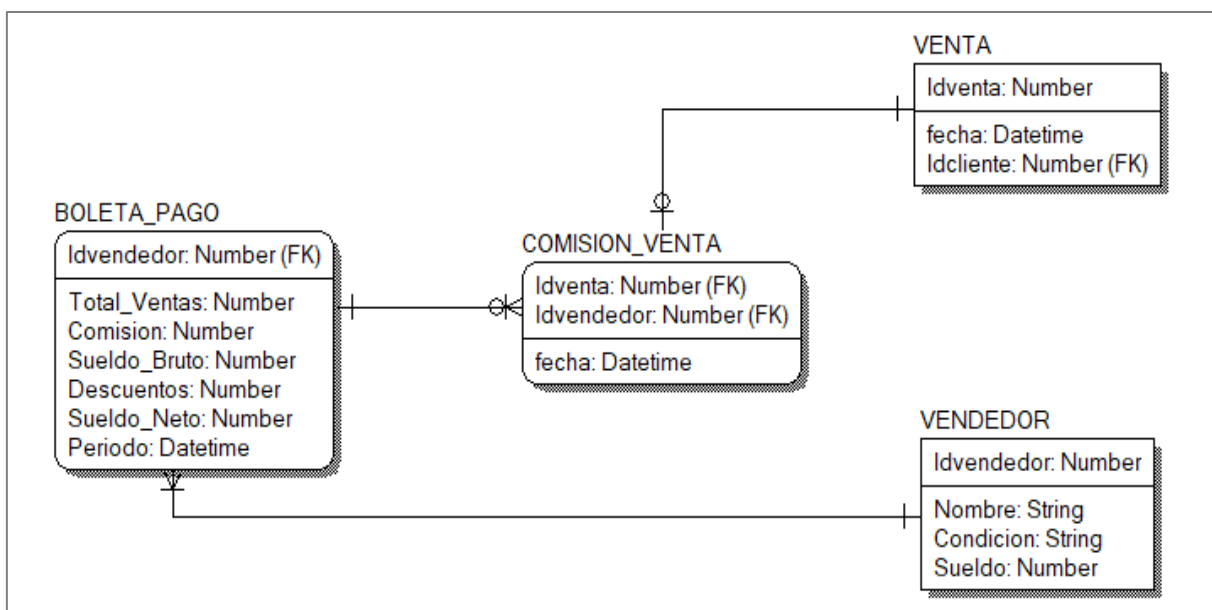 VENTA
Idventa: Number
fecha: Datetime
Idcliente: Number (FK)
BOLETA_PAGO
Idvendedor: Number (FK)
Total_Ventas: Number
Comision: Number
Sueldo_Bruto: Number
Descuentos: Number
Sueldo_Neto: Number
Periodo: Datetime
COMISION_VENTA
Idventa: Number (FK)
Idvendedor: Number (FK)
fecha: Datetime
VENDEDOR
Idvendedor: Number
Nombre: String
Condicion: String
Sueldo: Number